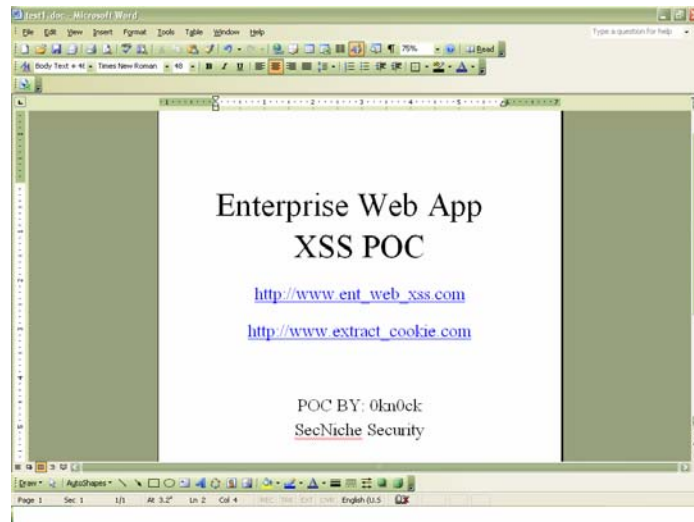 test1.doc - Microsoft Word
File Edit View Insert Format Tools Table Window Help Type a question for help
75% Read
Body Text + 48 Times New Roman 48 B I U
Enterprise Web App
XSS POC
http://www.ent_web_xss.com
http://www.extract_cookie.com
POC BY: 0kn0ck
SecNiche Security
Draw AutoShapes
Page 1 Sec 1 1/1 At 3.2" Ln 2 Col 4 REC TRK EXT OVR English (U.S